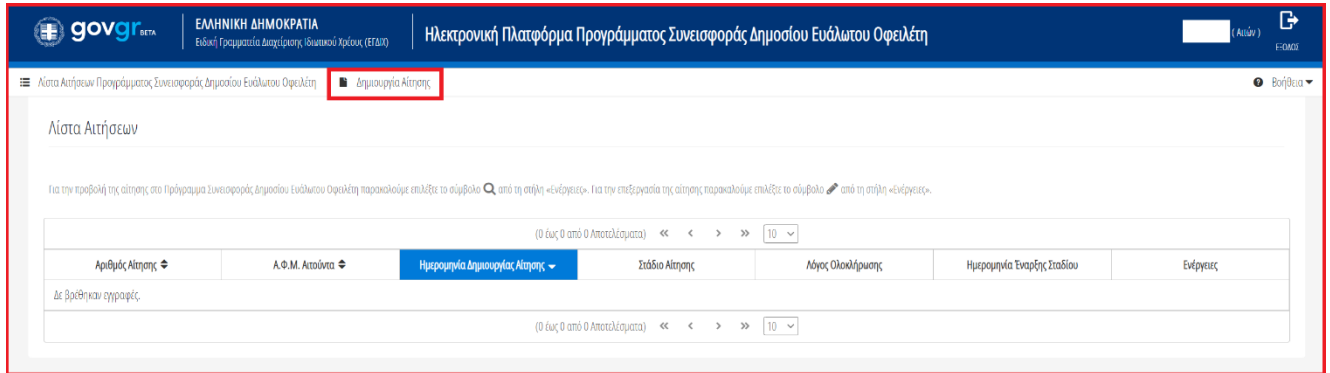 govgr BETA
ΕΛΛΗΝΙΚΗ ΔΗΜΟΚΡΑΤΙΑ
Ειδική Γραμματεία Διαχείρισης Ιδιωτικού Χρέους (ΕΓΔΙΧ)
Ηλεκτρονική Πλατφόρμα Προγράμματος Συνεισφοράς Δημοσίου Ευάλωτου Οφειλέτη
( Αιτών )
ΕΞΟΔΟΣ
Λίστα Αιτήσεων Προγράμματος Συνεισφοράς Δημοσίου Ευάλωτου Οφειλέτη Δημιουργία Αίτησης Βοήθεια
Λίστα Αιτήσεων
Για την προβολή της αίτησης στο Πρόγραμμα Συνεισφοράς Δημοσίου Ευάλωτου Οφειλέτη παρακαλούμε επιλέξτε το σύμβολο από τη στήλη «Ενέργειες». Για την επεξεργασία της αίτησης παρακαλούμε επιλέξτε το σύμβολο από τη στήλη «Ενέργειες».
(0 έως 0 από 0 Αποτελέσματα) 10
Αριθμός Αίτησης Α.Φ.Μ. Αιτούντα Ημερομηνία Δημιουργίας Αίτησης Στάδιο Αίτησης Λόγος Ολοκλήρωσης Ημερομηνία Έναρξης Σταδίου Ενέργειες
Δε βρέθηκαν εγγραφές.
(0 έως 0 από 0 Αποτελέσματα) 10